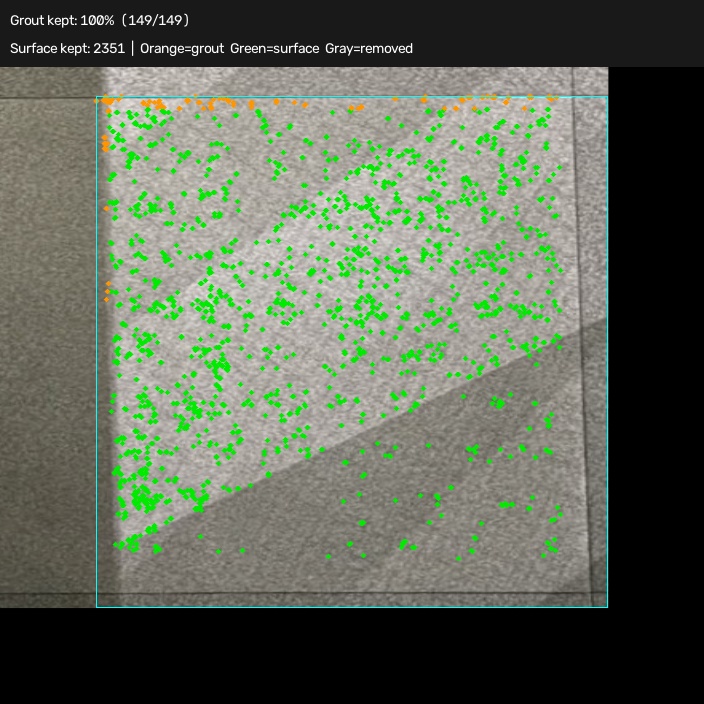 Grout kept: 100%  (149/149)
Surface kept: 2351  |  Orange=grout  Green=surface  Gray=removed